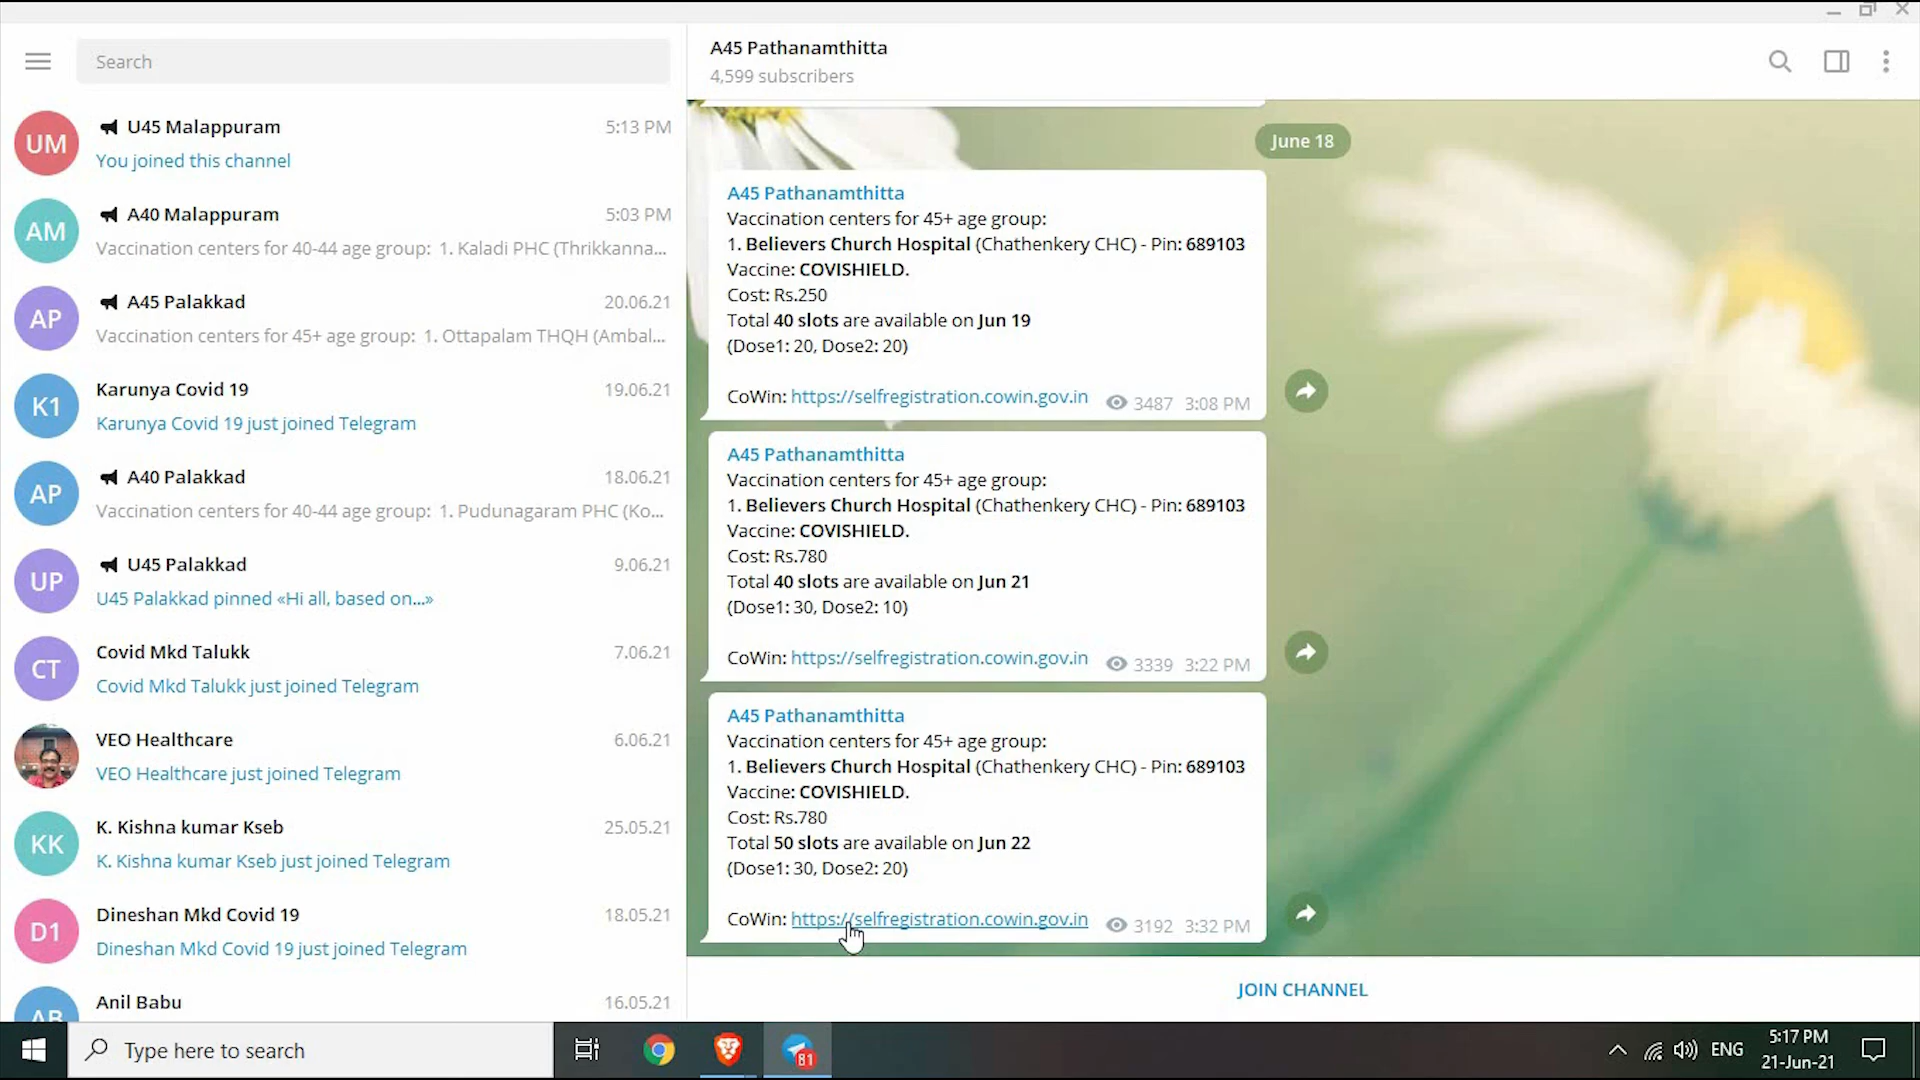 Search
UM
U45 Malappuram
5:13 PM
You joined this channel
AM
A40 Malappuram
5:03 PM
Vaccination centers for 40-44 age group: 1. Kaladi PHC (Thrikkanna...
AP
A45 Palakkad
20.06.21
Vaccination centers for 45+ age group: 1. Ottapalam THQH (Ambal...
K1
Karunya Covid 19
19.06.21
Karunya Covid 19 just joined Telegram
AP
A40 Palakkad
18.06.21
Vaccination centers for 40-44 age group: 1. Pudunagaram PHC (Ko...
UP
U45 Palakkad
9.06.21
U45 Palakkad pinned «Hi all, based on...»
CT
Covid Mkd Talukk
7.06.21
Covid Mkd Talukk just joined Telegram
VEO Healthcare
6.06.21
VEO Healthcare just joined Telegram
KK
K. Kishna kumar Kseb
25.05.21
K. Kishna kumar Kseb just joined Telegram
D1
Dineshan Mkd Covid 19
18.05.21
Dineshan Mkd Covid 19 just joined Telegram
AB
Anil Babu
16.05.21
A45 Pathanamthitta
4,599 subscribers
June 18
A45 Pathanamthitta
Vaccination centers for 45+ age group:
1. Believers Church Hospital (Chathenkery CHC) - Pin: 689103
Vaccine: COVISHIELD.
Cost: Rs.250
Total 40 slots are available on Jun 19
(Dose1: 20, Dose2: 20)
CoWin: https://selfregistration.cowin.gov.in 3487 3:08 PM
A45 Pathanamthitta
Vaccination centers for 45+ age group:
1. Believers Church Hospital (Chathenkery CHC) - Pin: 689103
Vaccine: COVISHIELD.
Cost: Rs.780
Total 40 slots are available on Jun 21
(Dose1: 30, Dose2: 10)
CoWin: https://selfregistration.cowin.gov.in 3339 3:22 PM
A45 Pathanamthitta
Vaccination centers for 45+ age group:
1. Believers Church Hospital (Chathenkery CHC) - Pin: 689103
Vaccine: COVISHIELD.
Cost: Rs.780
Total 50 slots are available on Jun 22
(Dose1: 30, Dose2: 20)
CoWin: https://selfregistration.cowin.gov.in 3192 3:32 PM
JOIN CHANNEL
Type here to search
81
ENG
5:17 PM
21-Jun-21